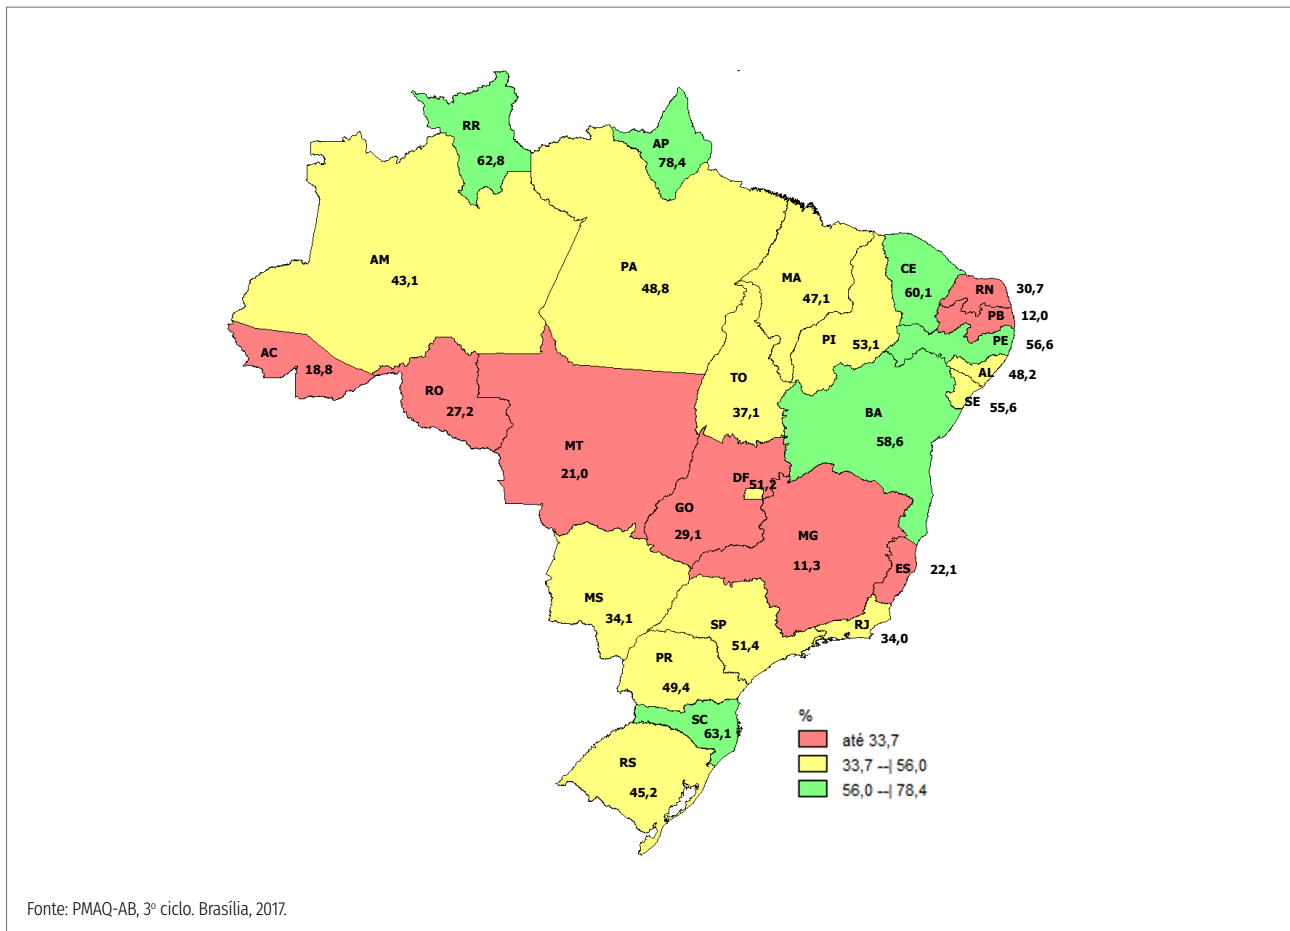 RR
62,8
AP
78,4
AM
43,1
PA
48,8
MA
47,1
CE
60,1
RN 30,7
PB 12,0
PE 56,6
PI
53,1
AL
48,2
SE
55,6
AC
18,8
RO
27,2
TO
37,1
BA
58,6
MT
21,0
DF
51,2
GO
29,1
MG
11,3
ES 22,1
MS
34,1
SP
51,4
RJ
34,0
PR
49,4
SC
63,1
RS
45,2
%
até 33,7
33,7 --| 56,0
56,0 --| 78,4
Fonte: PMAQ-AB, 3º ciclo. Brasília, 2017.